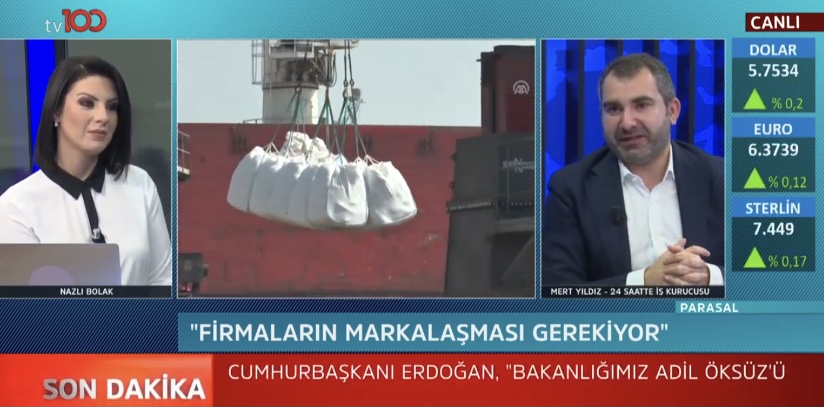 tv100
CANLI
DOLAR
5.7534
% 0,2
EURO
6.3739
% 0,12
STERLİN
7.449
% 0,17
AA
NAZLI BOLAK
MERT YILDIZ - 24 SAATTE İŞ KURUCUSU
PARASAL
"FİRMALARIN MARKALAŞMASI GEREKİYOR"
SON DAKİKA
CUMHURBAŞKANI ERDOĞAN, "BAKANLIĞIMIZ ADİL ÖKSÜZ'Ü